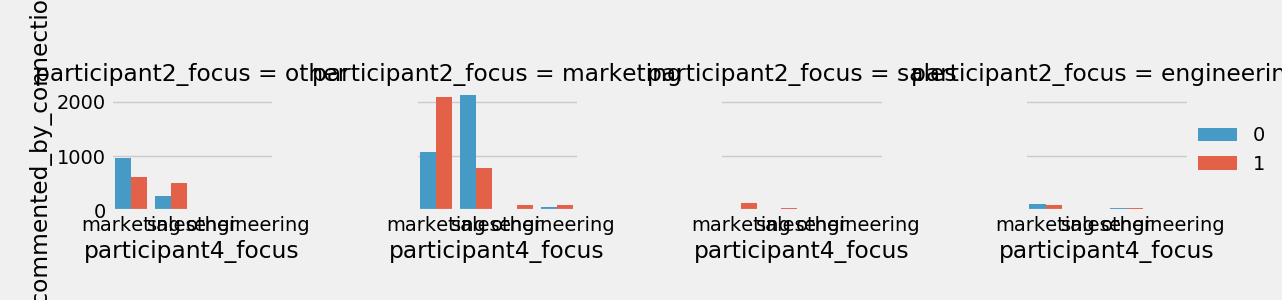 commented_by_connectio
participant2_focus = other
participant2_focus = marketing
participant2_focus = sales
participant2_focus = engineerin
2000
1000
0
0
1
marketing sales other engineering
marketing sales other engineering
marketing sales other engineering
marketing sales other engineering
participant4_focus
participant4_focus
participant4_focus
participant4_focus